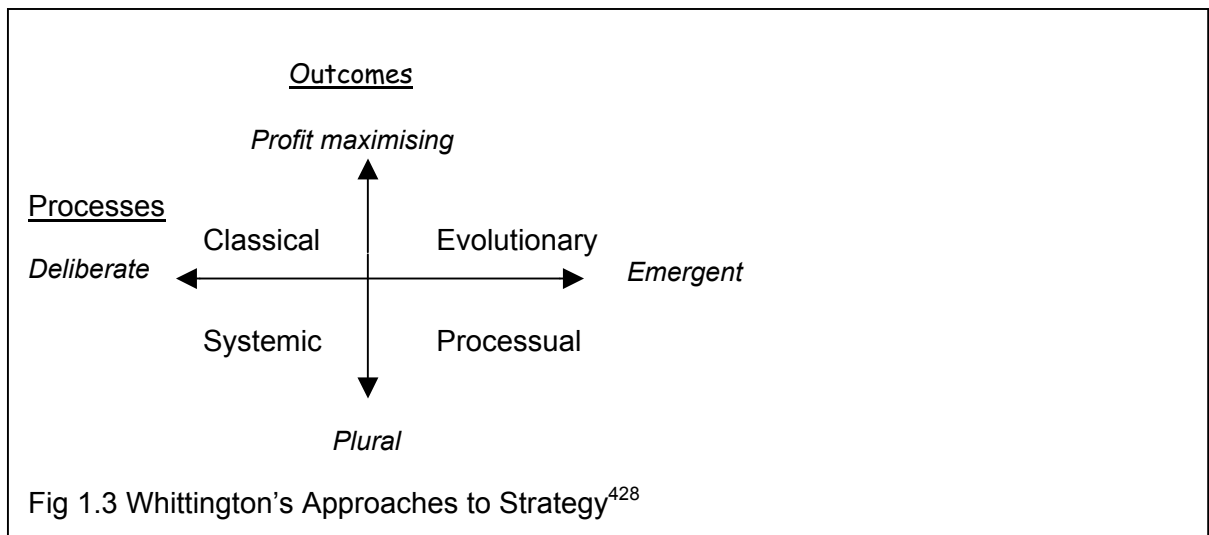 Outcomes
Profit maximising
Processes
Classical Evolutionary
Deliberate Emergent
Systemic Processual
Plural
Fig 1.3 Whittington’s Approaches to Strategy428